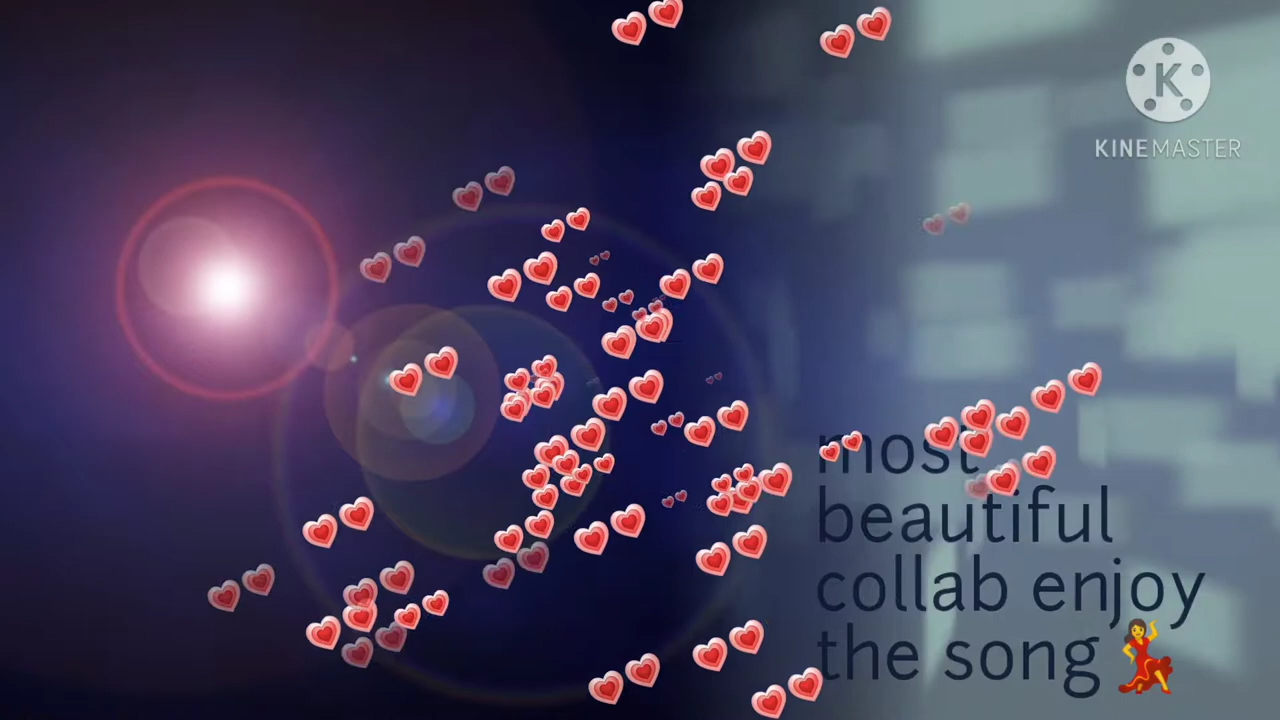 K
KINEMASTER
most
beautiful
collab enjoy
the song💃